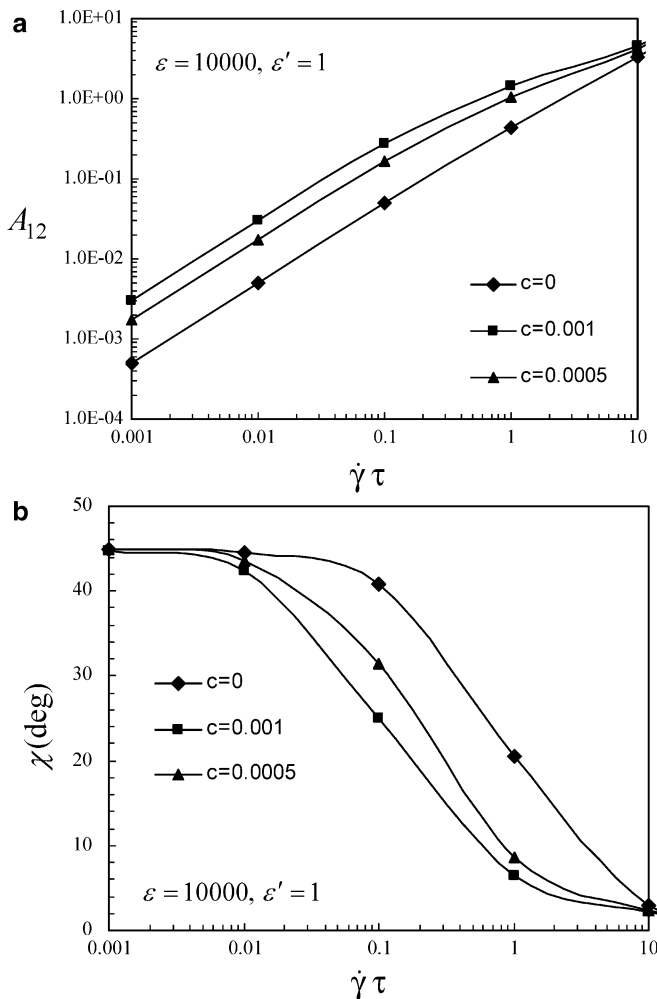 a
1.0E+01
ε = 10000, ε′ = 1
1.0E+00
1.0E-01
A12
1.0E-02
c=0
1.0E-03
c=0.001
c=0.0005
1.0E-04
0.001 0.01 0.1 1 10
γ̇ τ
b
50
40
30
c=0
χ(deg)
c=0.001
20
c=0.0005
10
ε = 10000, ε′ = 1
0
0.001 0.01 0.1 1 10
γ̇ τ